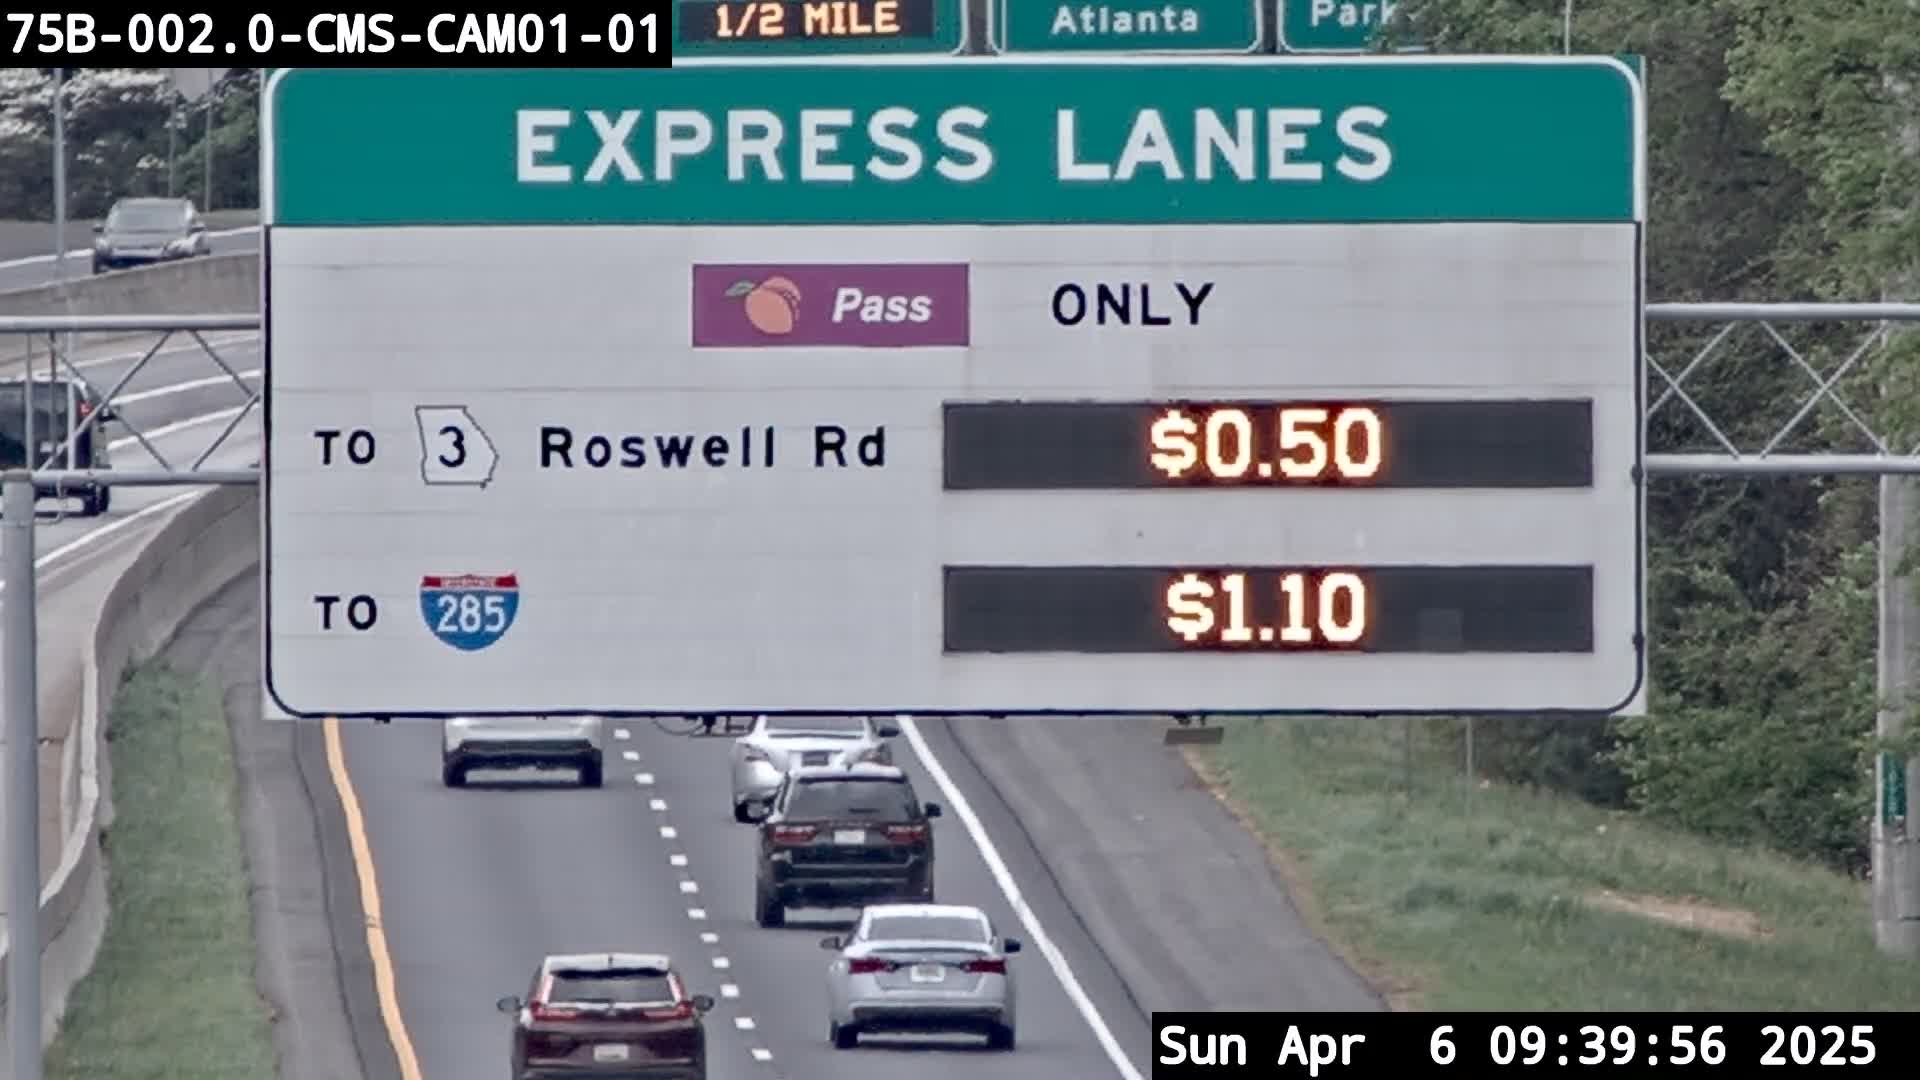 75B-002.0-CMS-CAM01-01
1/2 MILE
Atlanta
Park
EXPRESS LANES
Pass ONLY
TO 3 Roswell Rd $0.50
TO INTERSTATE 285 $1.10
Sun Apr 6 09:39:56 2025